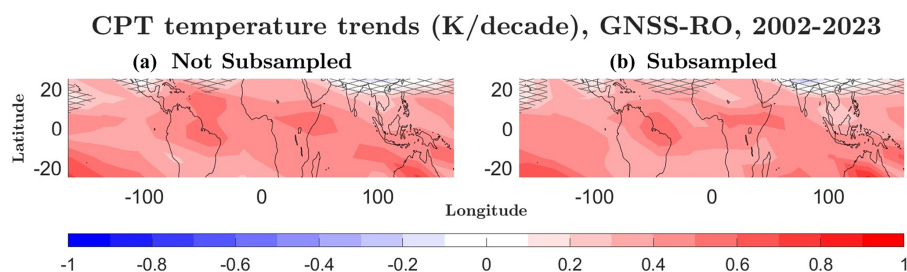 CPT temperature trends (K/decade), GNSS-RO, 2002-2023
(a) Not Subsampled
(b) Subsampled
Latitude
20
0
-20
20
0
-20
-100 0 100
-100 0 100
Longitude
-1 -0.8 -0.6 -0.4 -0.2 0 0.2 0.4 0.6 0.8 1